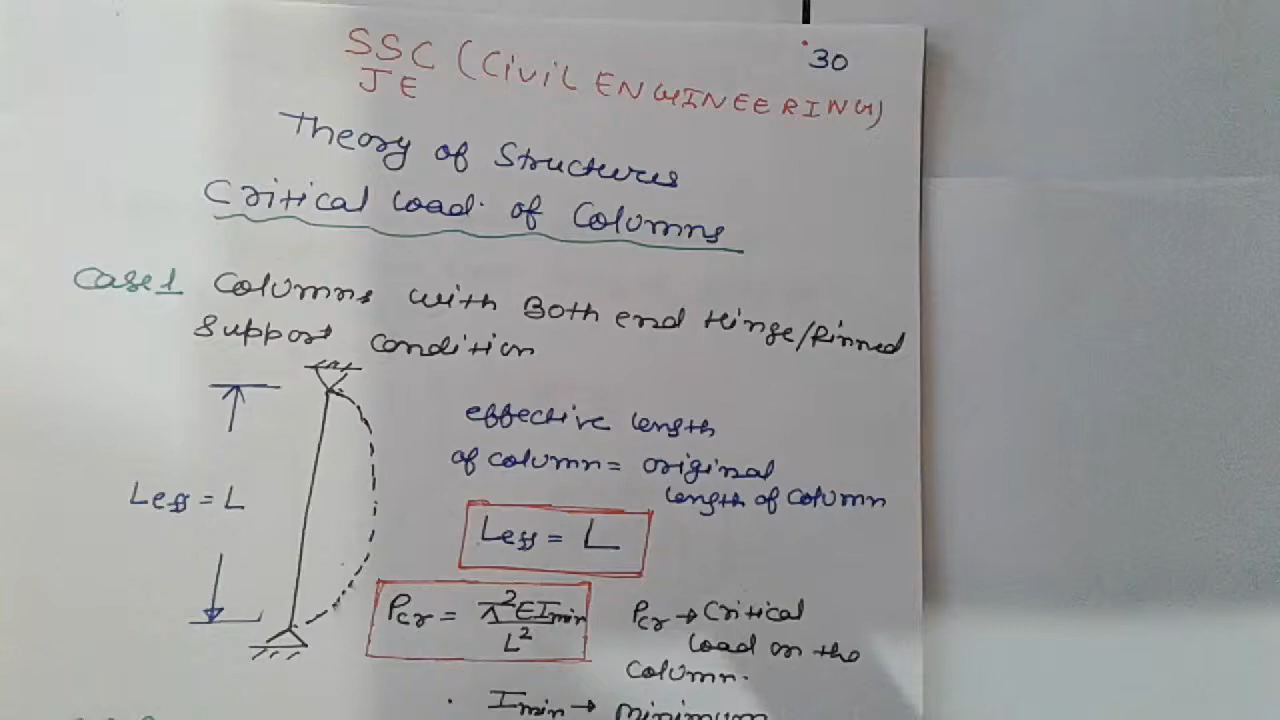 30
SSC (CIVIL ENGINEERING)
JE
Theory of Structures
Critical Load of Columns
Case 1 Columns with Both end Hinge/Pinned
Support Condition
effective length
of column = original
length of column
Leff = L
Leff = L
Pcr = π²EImin / L²
Pcr → Critical
Load on the
Column.
Imin → minimum